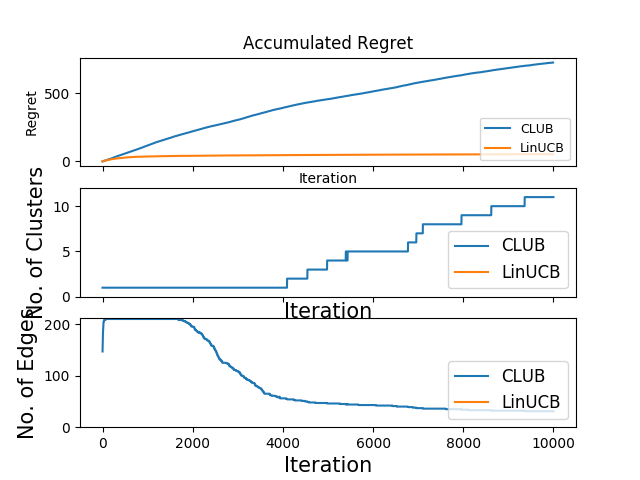 Accumulated Regret
Regret
500
0
CLUB
LinUCB
Iteration
No. of Clusters
10
5
0
CLUB
LinUCB
Iteration
No. of Edges
200
100
0
CLUB
LinUCB
0 2000 4000 6000 8000 10000
Iteration